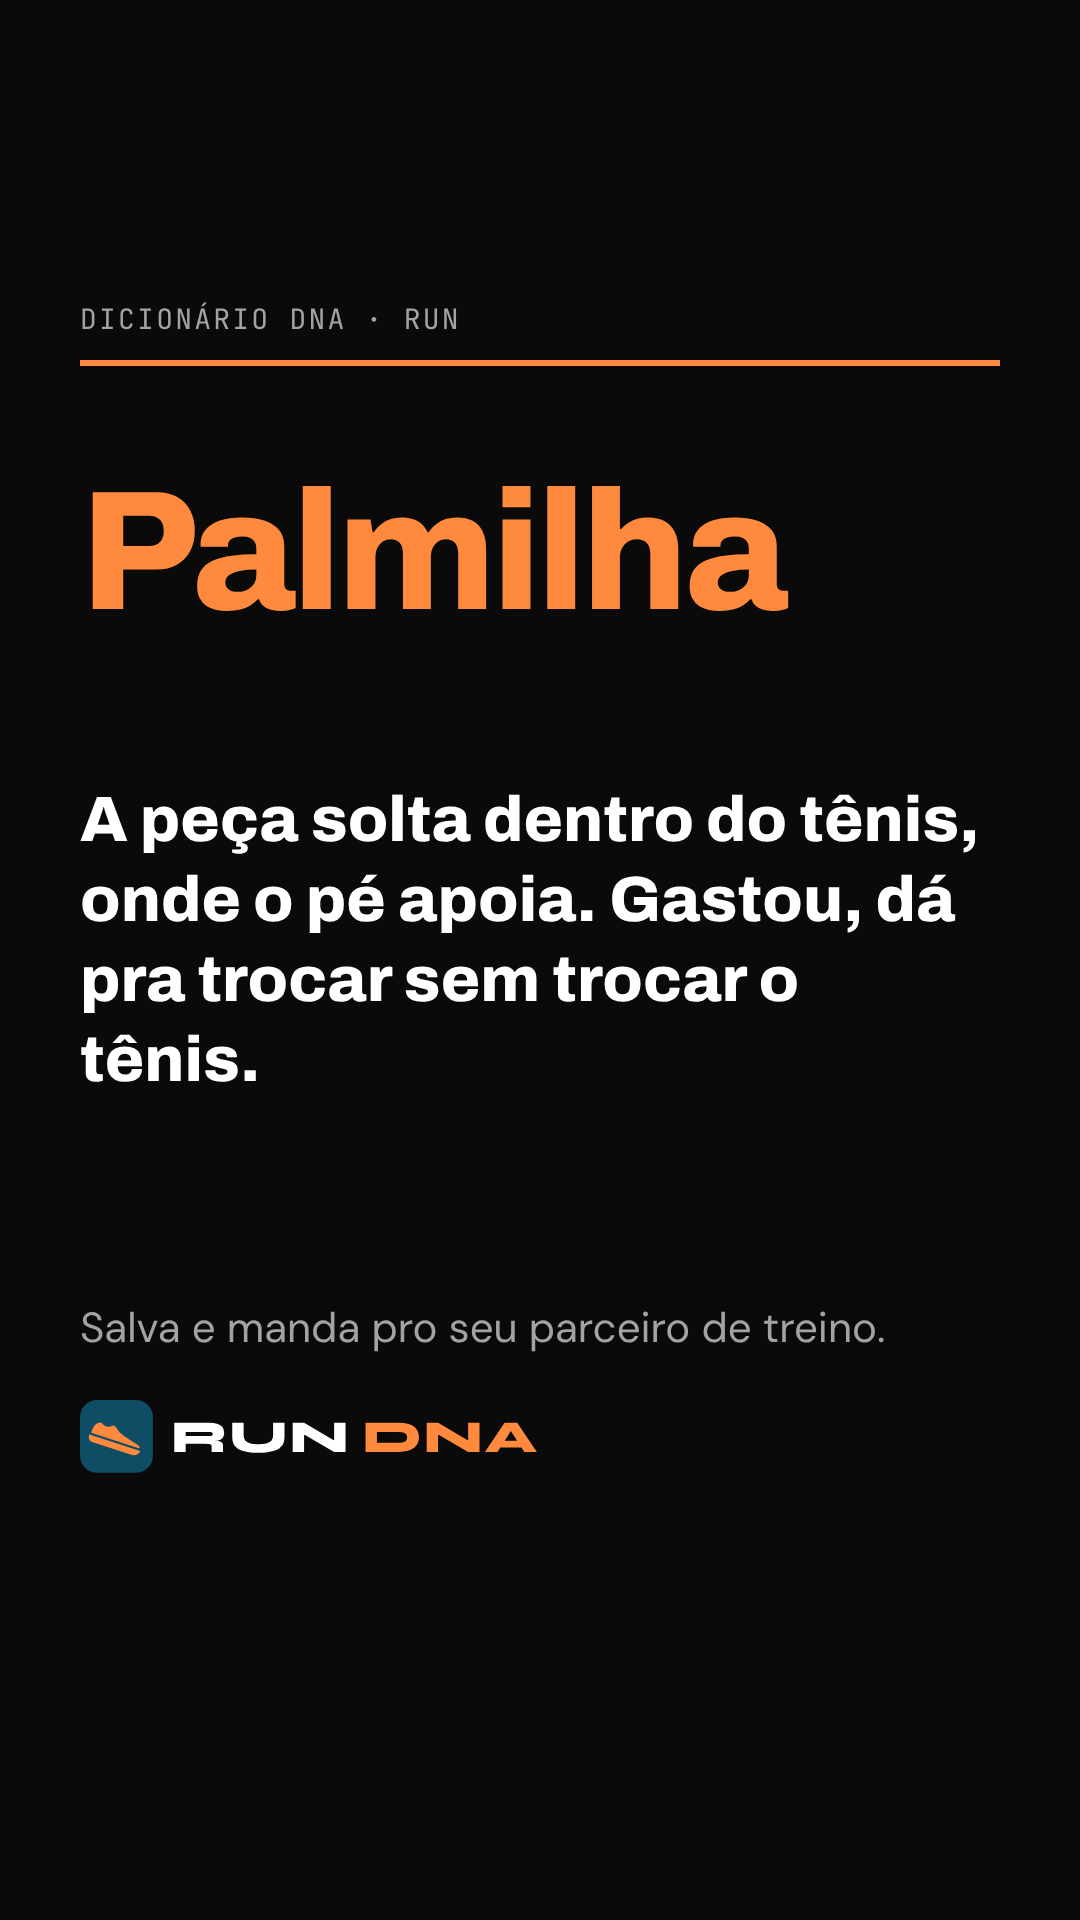 DICIONÁRIO DNA · RUN
Palmilha
A peça solta dentro do tênis,
onde o pé apoia. Gastou, dá
pra trocar sem trocar o
tênis.
Salva e manda pro seu parceiro de treino.
RUN DNA